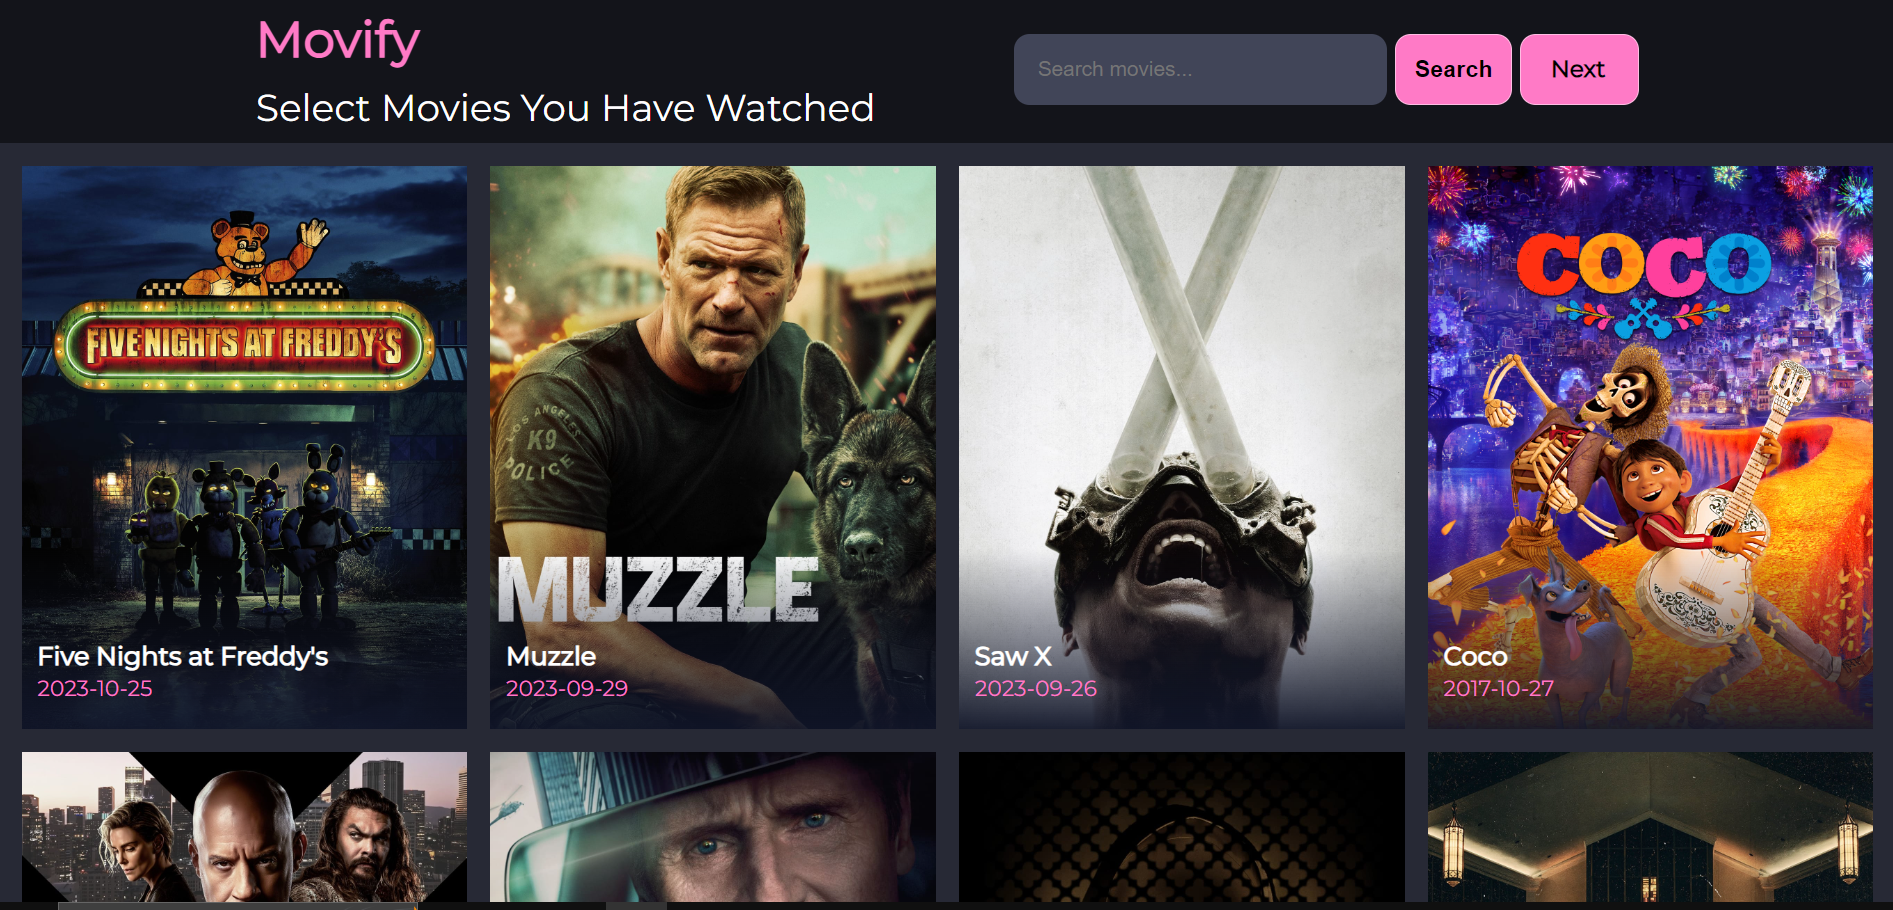 Movify
Select Movies You Have Watched
Search movies...
Search
Next
FIVE NIGHTS AT FREDDY'S
Five Nights at Freddy's
2023-10-25
LOS ANGELES
K9
POLICE
MUZZLE
Muzzle
2023-09-29
Saw X
2023-09-26
COCO
Coco
2017-10-27